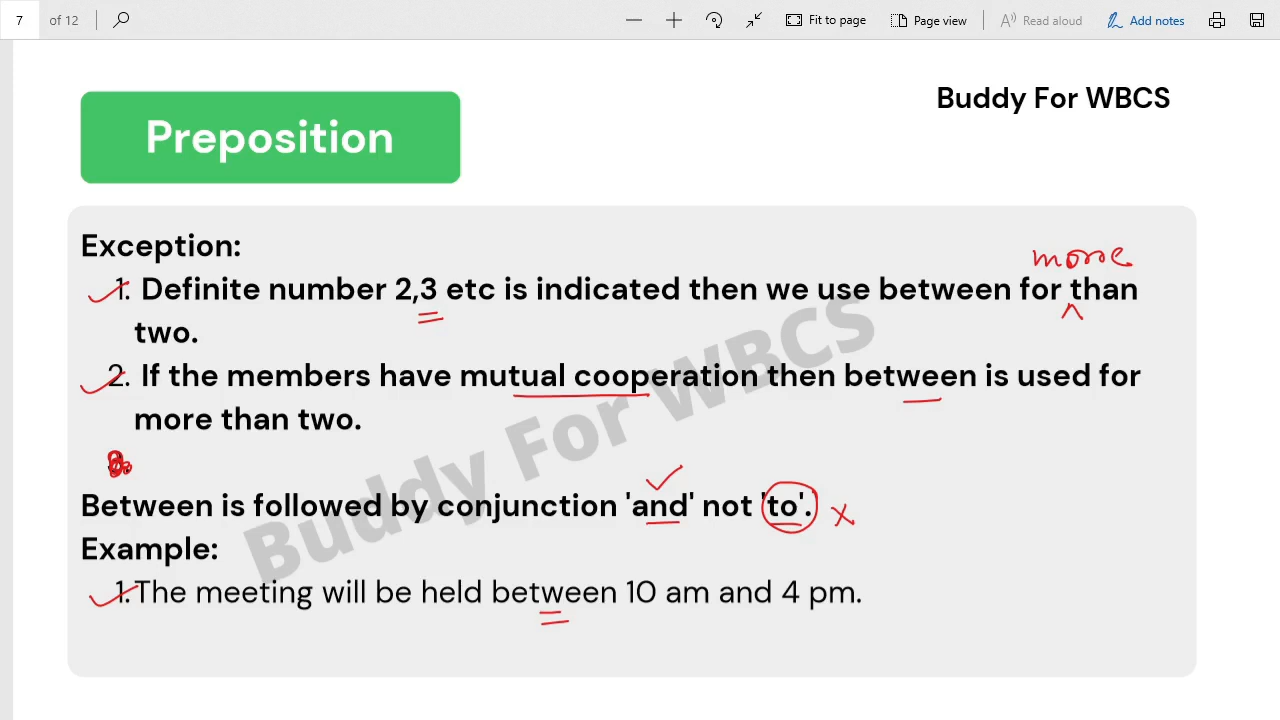 7 of 12 Fit to page Page view Read aloud Add notes
Buddy For WBCS
Preposition
Exception:
more
1. Definite number 2,3 etc is indicated then we use between for than
two.
2. If the members have mutual cooperation then between is used for
more than two.
Between is followed by conjunction 'and' not 'to'.
Example:
1.The meeting will be held between 10 am and 4 pm.
Buddy For WBCS